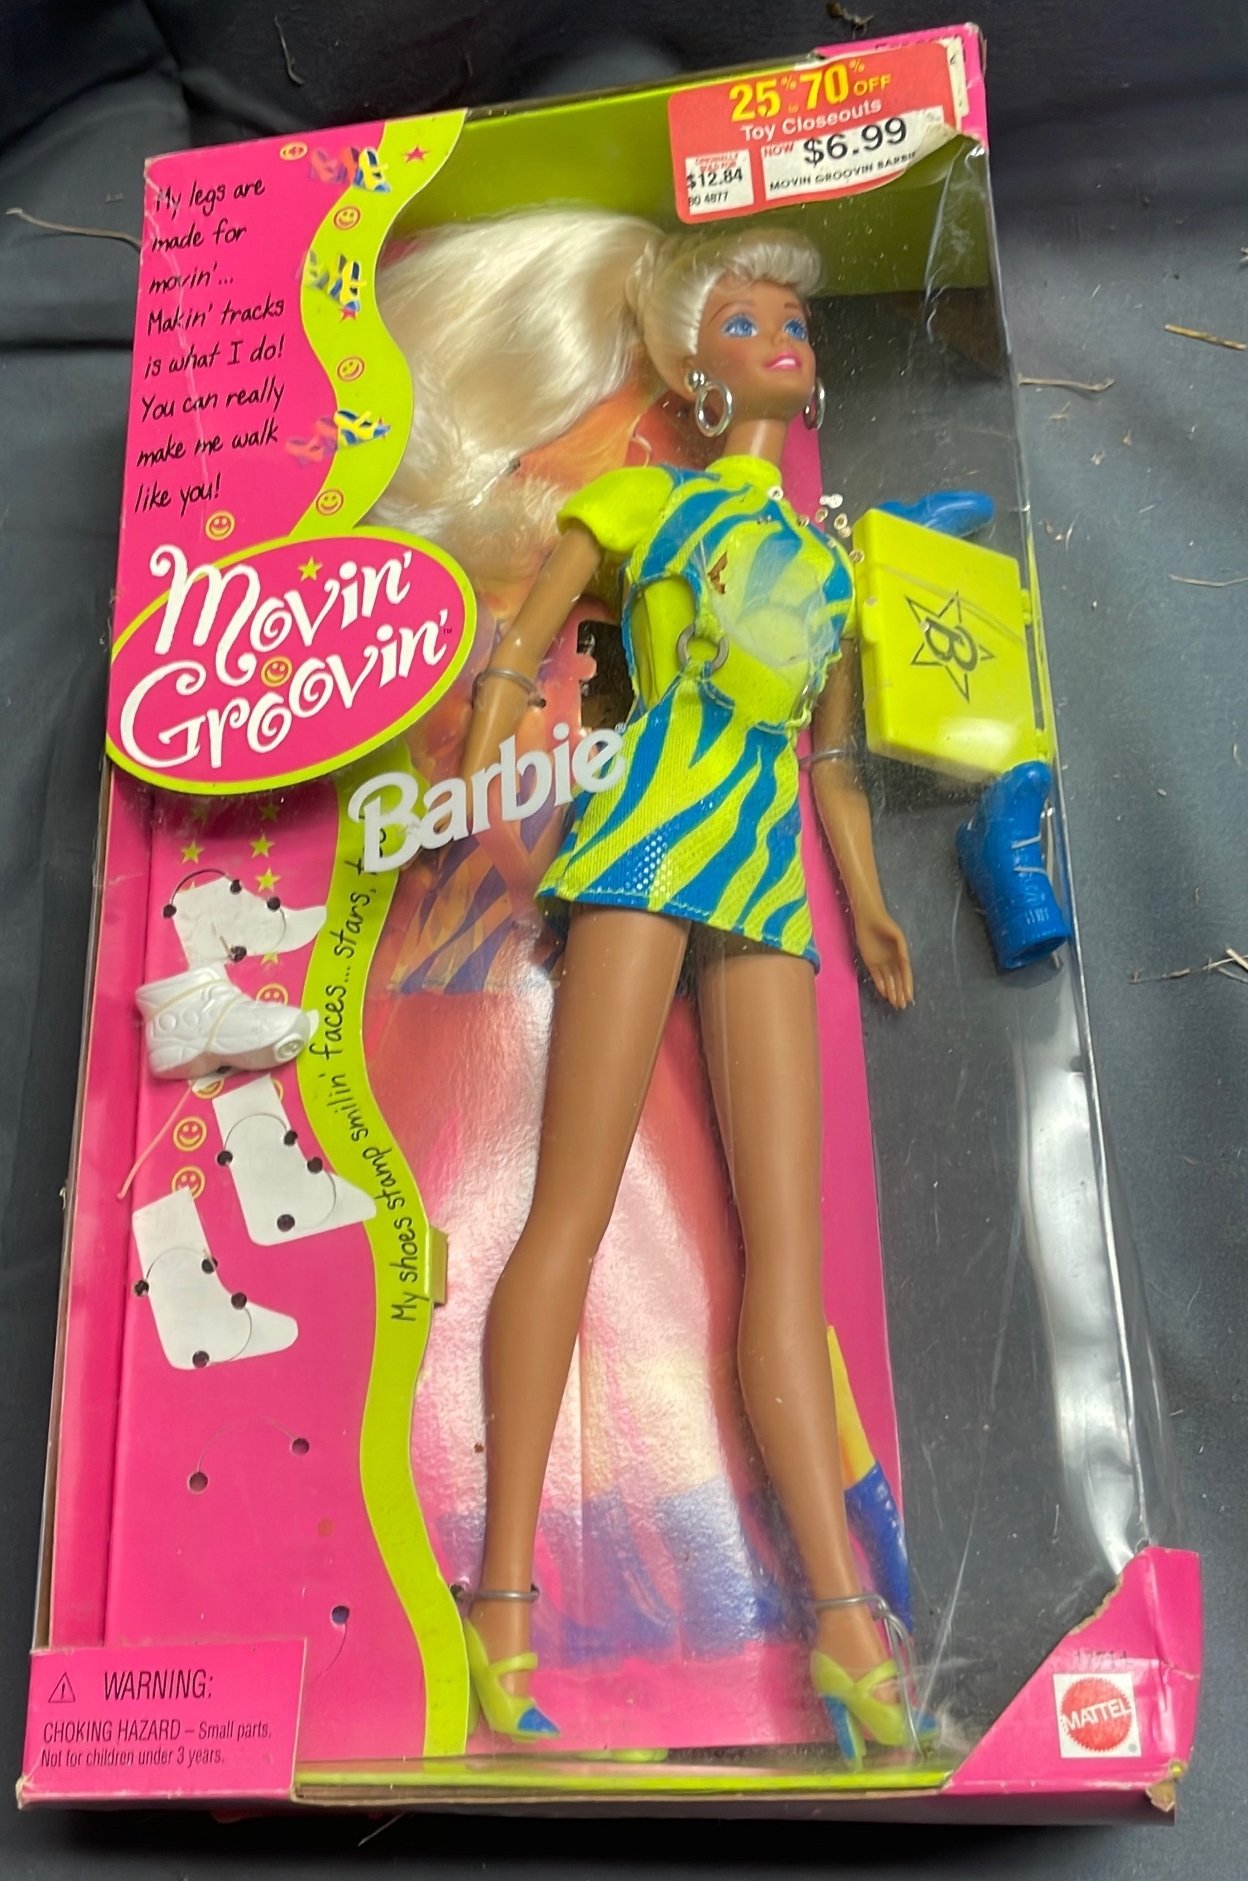 25% to 70% OFF
Toy Closeouts
$12.84
NOW $6.99
80 4877
MOVIN GROOVIN BARBIE
My legs are
made for
movin'...
Makin' tracks
is what I do!
You can really
make me walk
like you!
Movin'
Groovin'™
Barbie®
B
My shoes stamp smilin' faces...stars,
WARNING:
CHOKING HAZARD – Small parts.
Not for children under 3 years.
MATTEL®